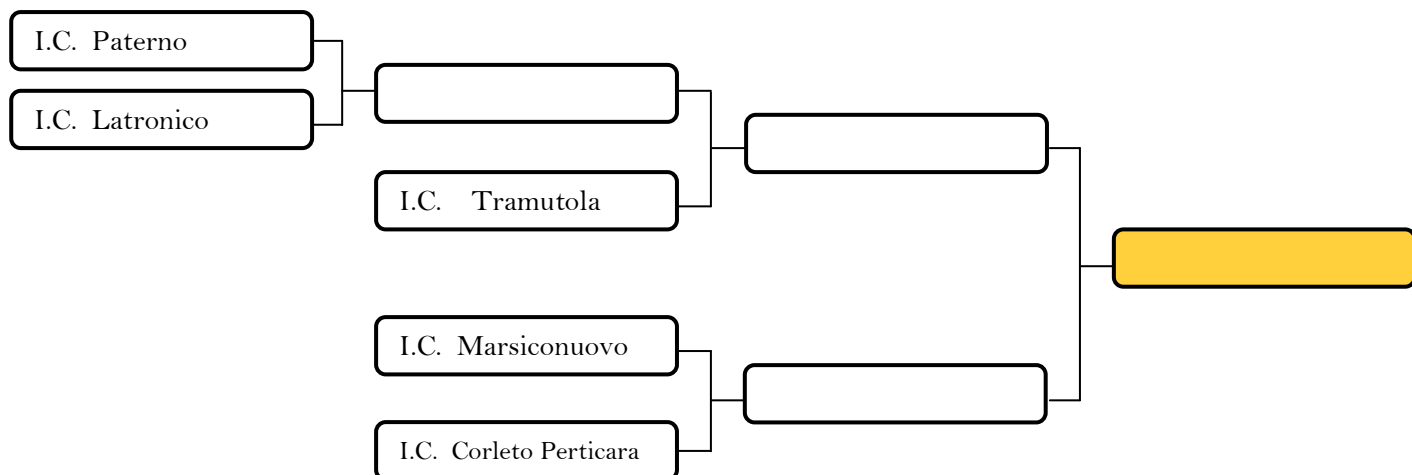 I.C. Paterno
I.C. Latronico
I.C. Tramutola
I.C. Marsiconuovo
I.C. Corleto Perticara